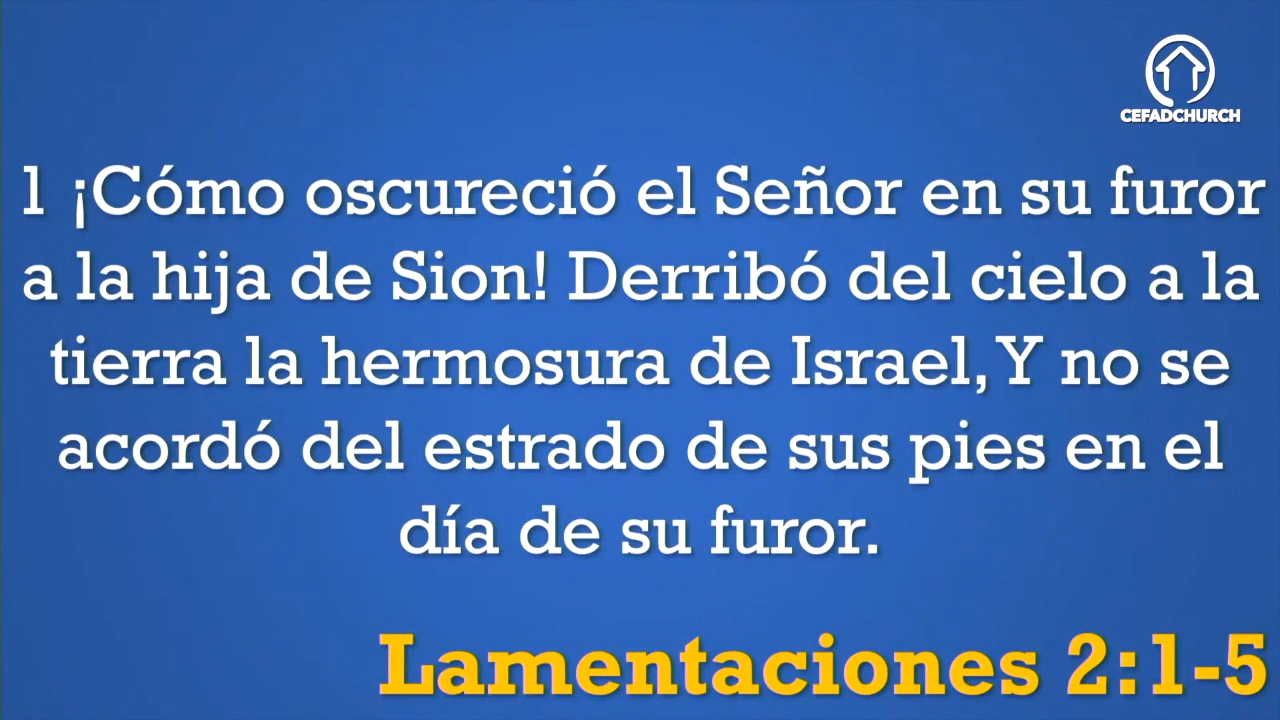 CEFADCHURCH
1 ¡Cómo oscureció el Señor en su furor
a la hija de Sion! Derribó del cielo a la
tierra la hermosura de Israel, Y no se
acordó del estrado de sus pies en el
día de su furor.
Lamentaciones 2:1-5